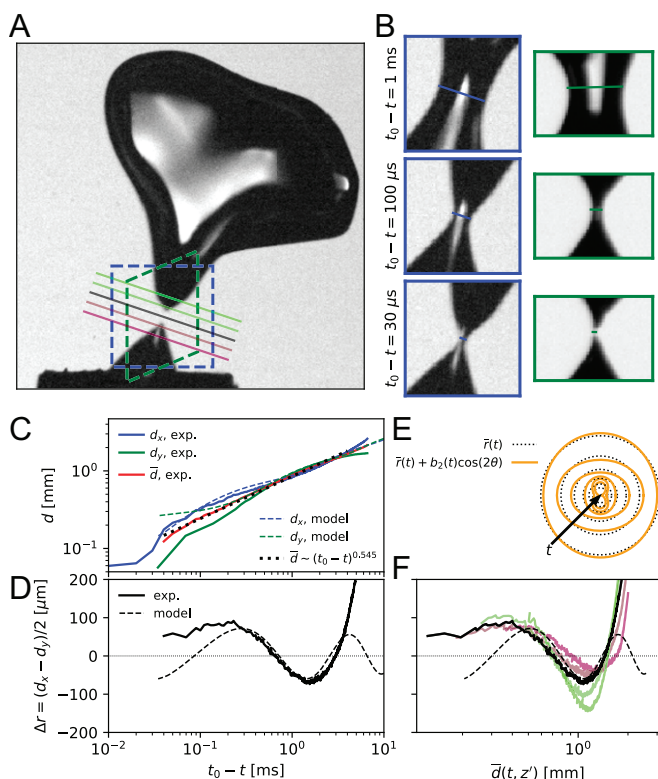 A
B
t₀ − t = 1 ms
t₀ − t = 100 μs
t₀ − t = 30 μs
C
dₓ, exp.
d_y, exp.
d̅, exp.
dₓ, model
d_y, model
d̅ ~ (t₀ − t)^0.545
10⁰
10⁻¹
d [mm]
D
exp.
model
200
100
0
−100
−200
Δr = (dₓ − d_y)/2 [μm]
10⁻² 10⁻¹ 10⁰ 10¹
t₀ − t [ms]
E
r̅(t)
r̅(t) + b₂(t)cos(2θ)
t
F
10⁰
d̅(t, z′) [mm]